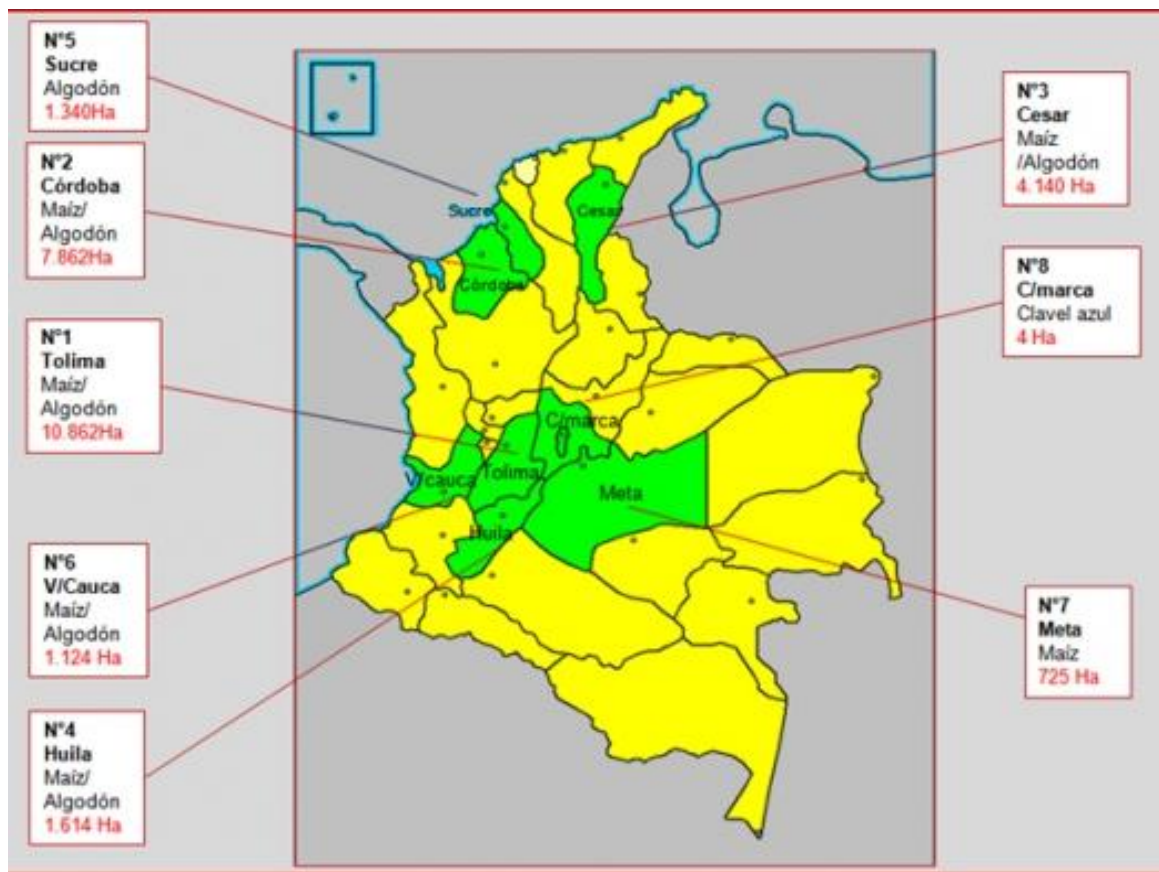 N°5
Sucre
Algodón
1.340Ha
N°2
Córdoba
Maíz/
Algodón
7.862Ha
N°1
Tolima
Maíz/
Algodón
10.862Ha
N°6
V/Cauca
Maíz/
Algodón
1.124 Ha
N°4
Huila
Maíz/
Algodón
1.614 Ha
Sucre
Cesar
Córdoba
C/marca
V/cauca
Tolima
Meta
Huila
N°3
Cesar
Maíz
/Algodón
4.140 Ha
N°8
C/marca
Clavel azul
4 Ha
N°7
Meta
Maíz
725 Ha